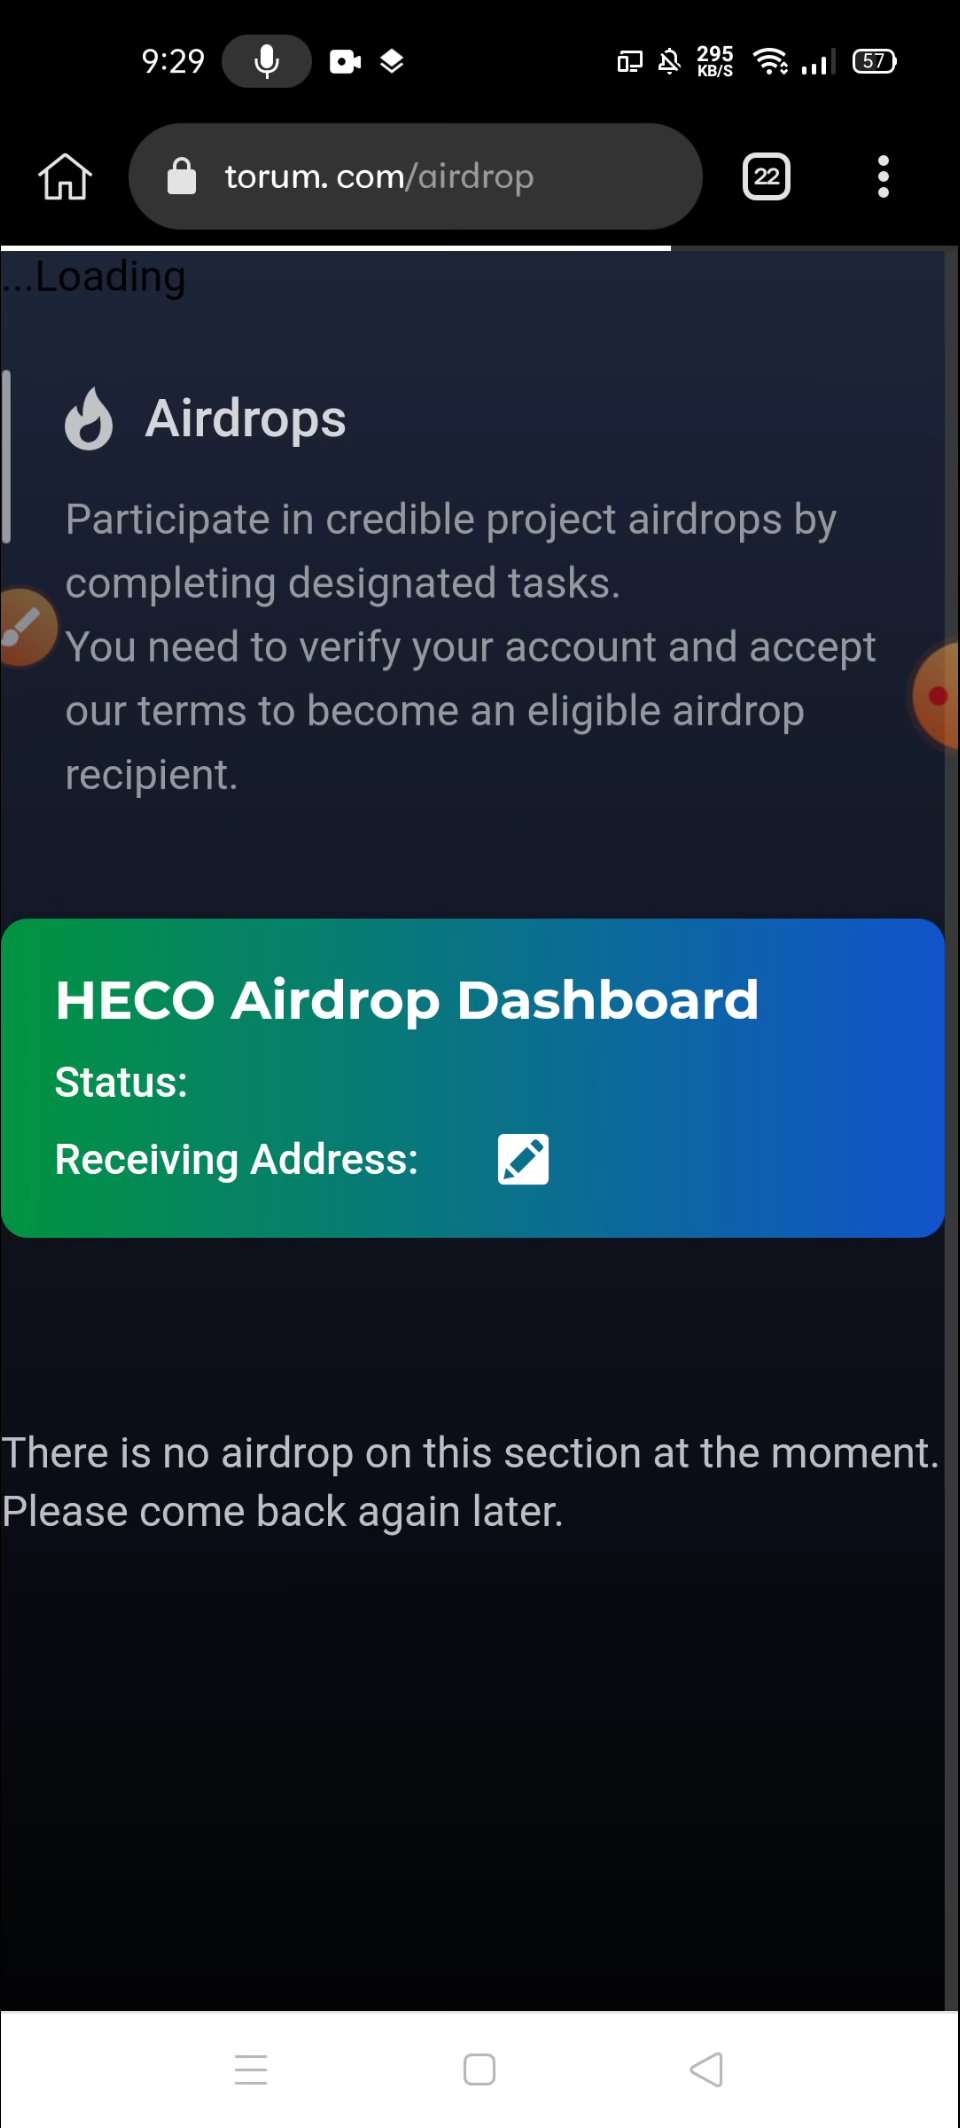 9:29
295
KB/S
57
torum.com/airdrop
22
...Loading
Airdrops
Participate in credible project airdrops by
completing designated tasks.
You need to verify your account and accept
our terms to become an eligible airdrop
recipient.
HECO Airdrop Dashboard
Status:
Receiving Address:
There is no airdrop on this section at the moment.
Please come back again later.